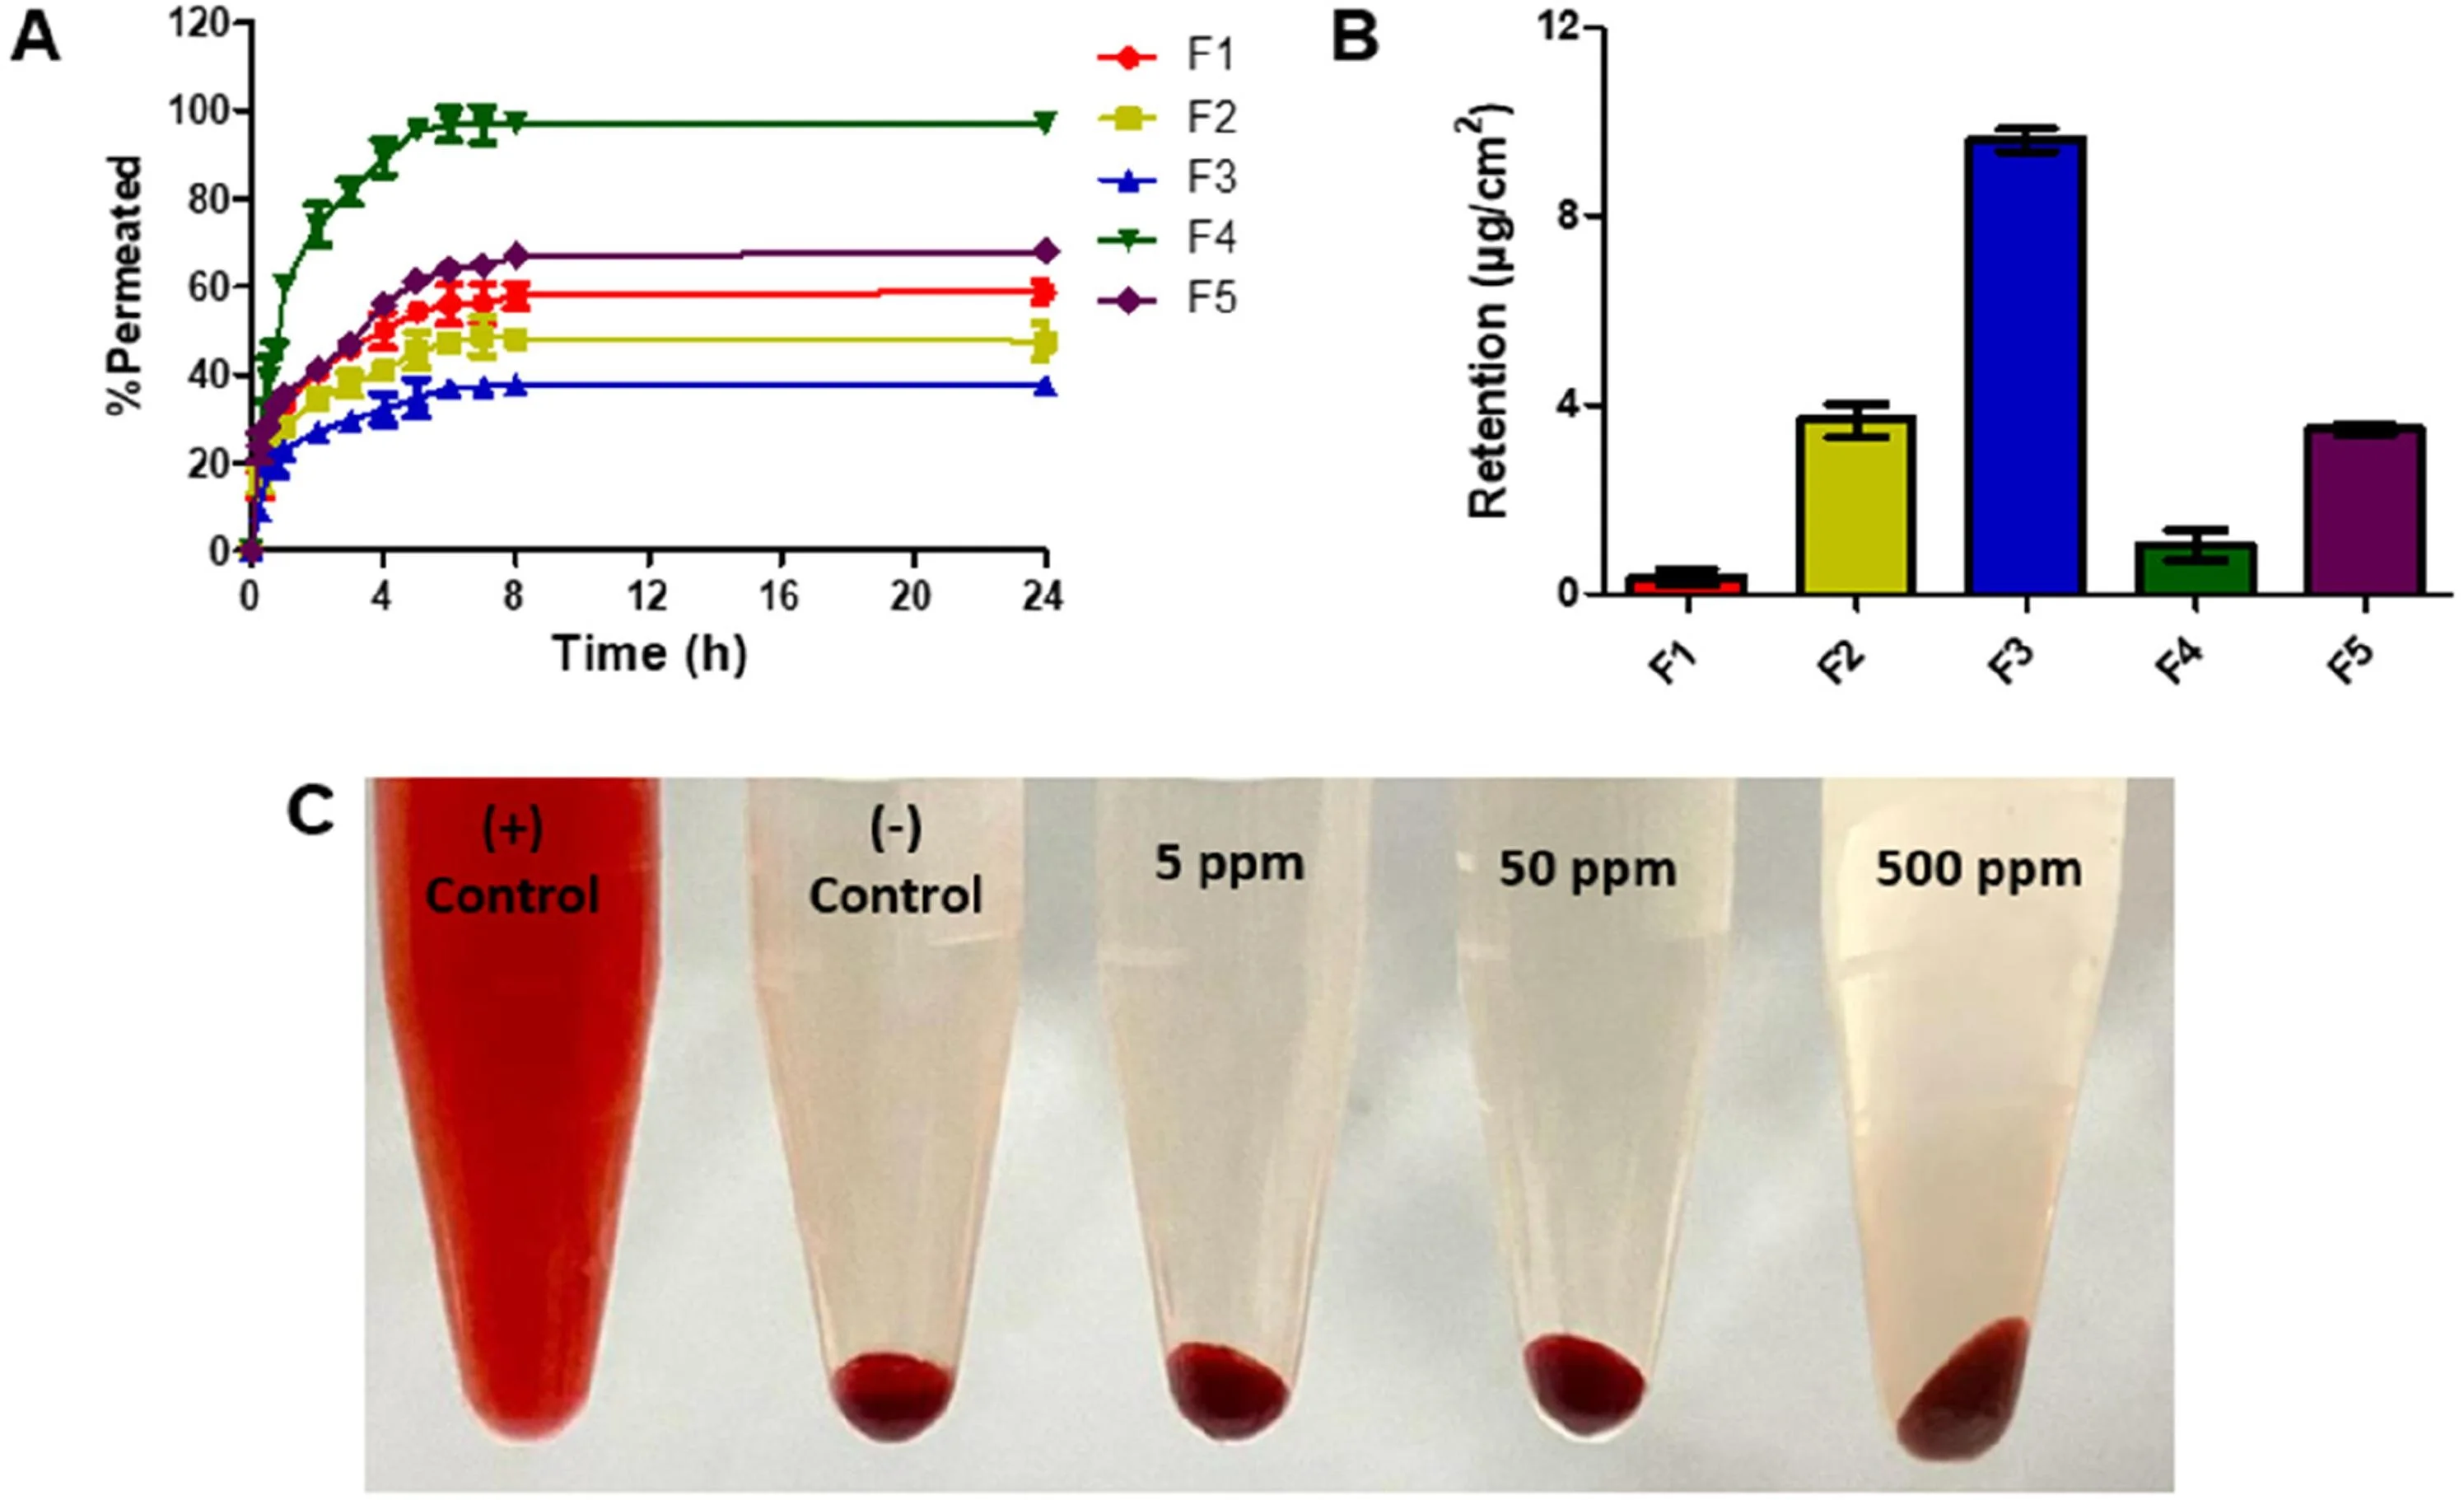 A
120
100
80
60
40
20
0
%Permeated
0 4 8 12 16 20 24
Time (h)
F1
F2
F3
F4
F5
B
12
8
4
0
Retention (µg/cm²)
F1 F2 F3 F4 F5
C
(+)
Control
(-)
Control
5 ppm
50 ppm
500 ppm